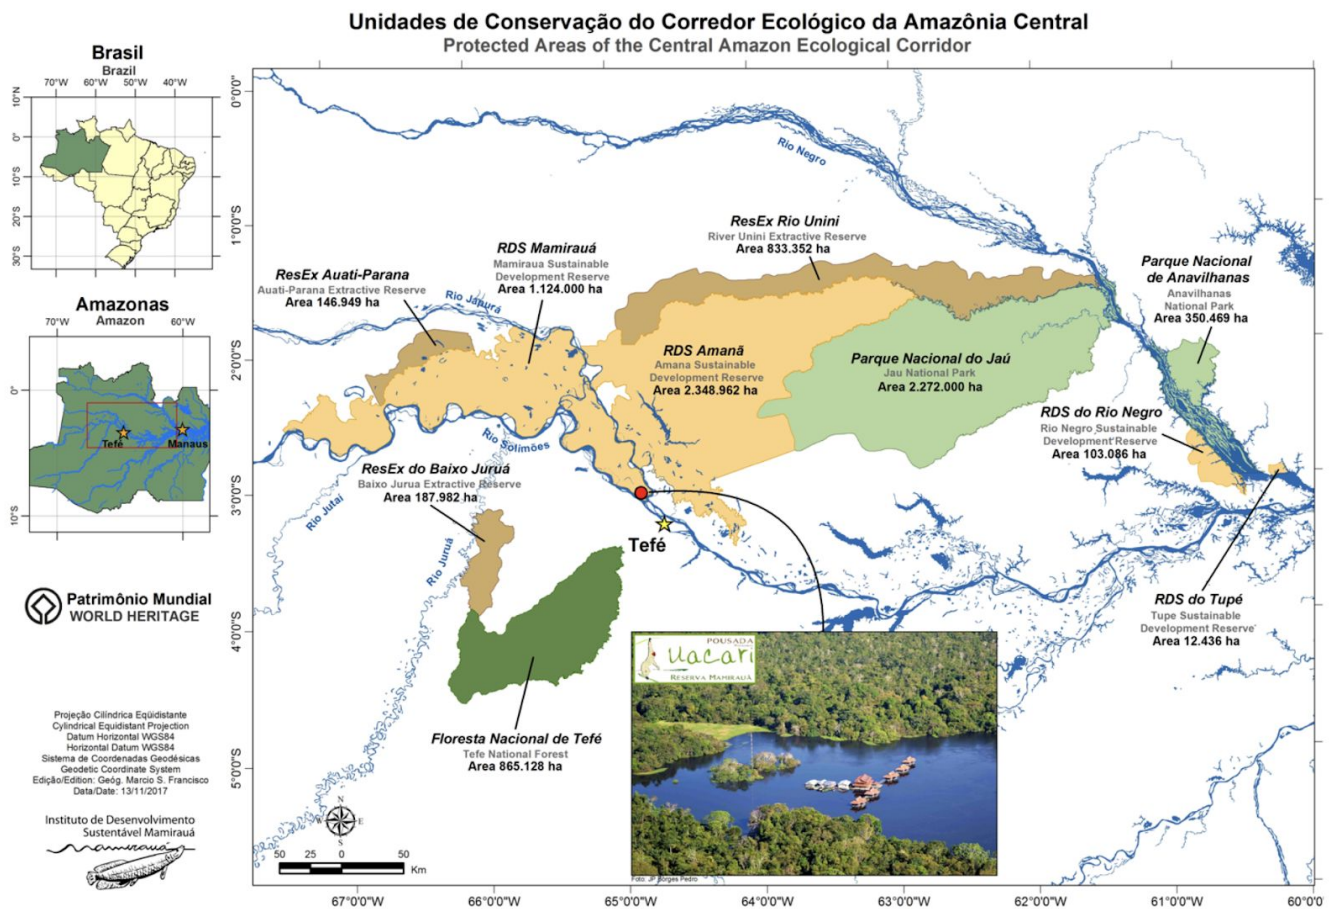 Unidades de Conservação do Corredor Ecológico da Amazônia Central
Protected Areas of the Central Amazon Ecological Corridor
Brasil
Brazil
70°W 60°W 50°W 40°W
10°N
0°
10°S
20°S
30°S
Amazonas
Amazon
70°W 60°W
0°
10°S
Tefé
Manaus
Patrimônio Mundial
WORLD HERITAGE
Projeção Cilíndrica Eqüidistante
Cylindrical Equidistant Projection
Datum Horizontal WGS84
Horizontal Datum WGS84
Sistema de Coordenadas Geodésicas
Geodetic Coordinate System
Edição/Edition: Geóg. Marcio S. Francisco
Data/Date: 13/11/2017
Instituto de Desenvolvimento
Sustentável Mamirauá
mamirauá
0°0'0"
1°0'0"S
2°0'0"S
3°0'0"S
4°0'0"S
5°0'0"S
Rio Negro
ResEx Rio Unini
River Unini Extractive Reserve
Area 833.352 ha
RDS Mamirauá
Mamiraua Sustainable
Development Reserve
Area 1.124.000 ha
ResEx Auati-Parana
Auati-Parana Extractive Reserve
Area 146.949 ha
Rio Japurá
Parque Nacional
de Anavilhanas
Anavilhanas
National Park
Area 350.469 ha
RDS Amanã
Amana Sustainable
Development Reserve
Area 2.348.962 ha
Parque Nacional do Jaú
Jau National Park
Area 2.272.000 ha
RDS do Rio Negro
Rio Negro Sustainable
Development Reserve
Area 103.086 ha
Rio Solimões
ResEx do Baixo Juruá
Baixo Jurua Extractive Reserve
Area 187.982 ha
Rio Jutaí
Rio Juruá
Tefé
RDS do Tupé
Tupe Sustainable
Development Reserve
Area 12.436 ha
Floresta Nacional de Tefé
Tefe National Forest
Area 865.128 ha
POUSADA
Uacari
RESERVA MAMIRAUÁ
Foto: JP Borges Pedro
N
W E
S
50 25 0 50
Km
67°0'0"W 66°0'0"W 65°0'0"W 64°0'0"W 63°0'0"W 62°0'0"W 61°0'0"W 60°00